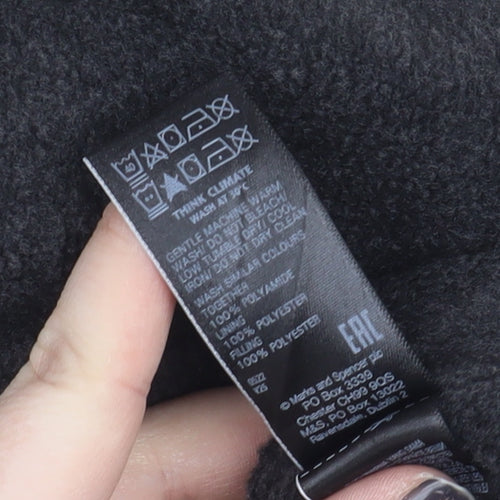 THINK CLIMATE
WASH AT 30°C
GENTLE MACHINE WARM
WASH/ DO NOT BLEACH/
LOW TUMBLE DRY/ COOL
IRON/ DO NOT DRY CLEAN
WASH SIMILAR COLOURS
TOGETHER
100% POLYAMIDE
LINING
100% POLYESTER
FILLING
100% POLYESTER
0522
EAC
© Marks and Spencer plc
PO Box 3339
Chester CH99 9QS
M&S, PO Box 13022
Ravensdale, Dublin 2